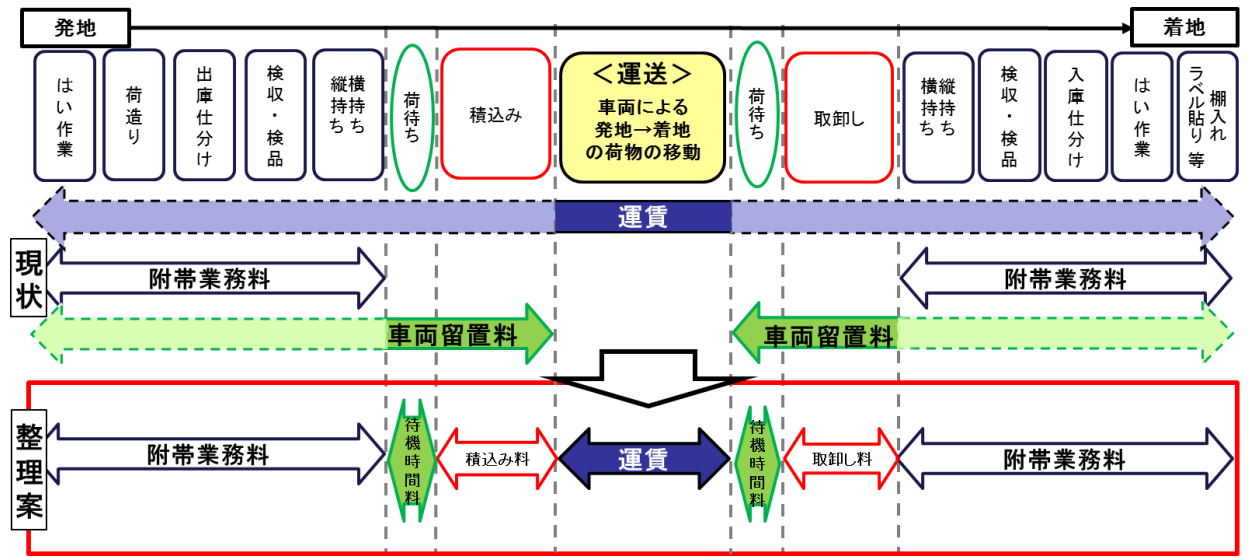 発地
着地
はい作業
荷造り
出庫仕分け
検収・検品
横持ち
縦持ち
荷待ち
積込み
＜運送＞
車両による
発地→着地
の荷物の移動
荷待ち
取卸し
縦持ち
横持ち
検収・検品
入庫仕分け
はい作業
棚入れ
ラベル貼り 等
運賃
現状
附帯業務料
附帯業務料
車両留置料
車両留置料
整理案
附帯業務料
待機時間料
積込み料
運賃
待機時間料
取卸し料
附帯業務料